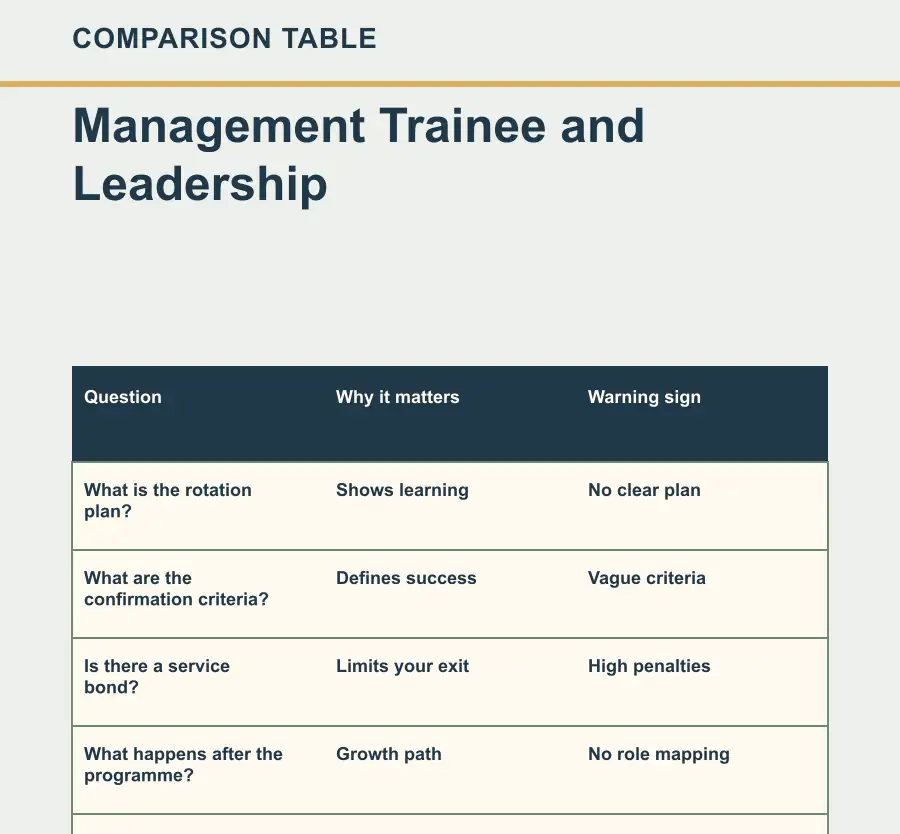 COMPARISON TABLE
Management Trainee and
Leadership
Question Why it matters Warning sign
What is the rotation Shows learning No clear plan
plan?
What are the Defines success Vague criteria
confirmation criteria?
Is there a service Limits your exit High penalties
bond?
What happens after the Growth path No role mapping
programme?